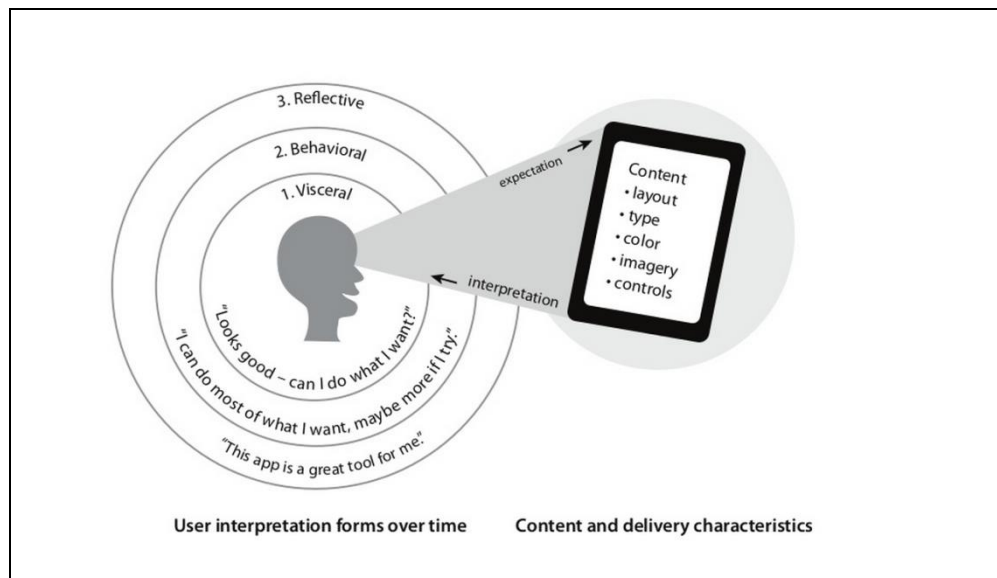 3. Reflective
2. Behavioral
1. Visceral
"Looks good – can I do what I want?"
"I can do most of what I want, maybe more if I try."
"This app is a great tool for me."
expectation
interpretation
Content
• layout
• type
• color
• imagery
• controls
User interpretation forms over time
Content and delivery characteristics